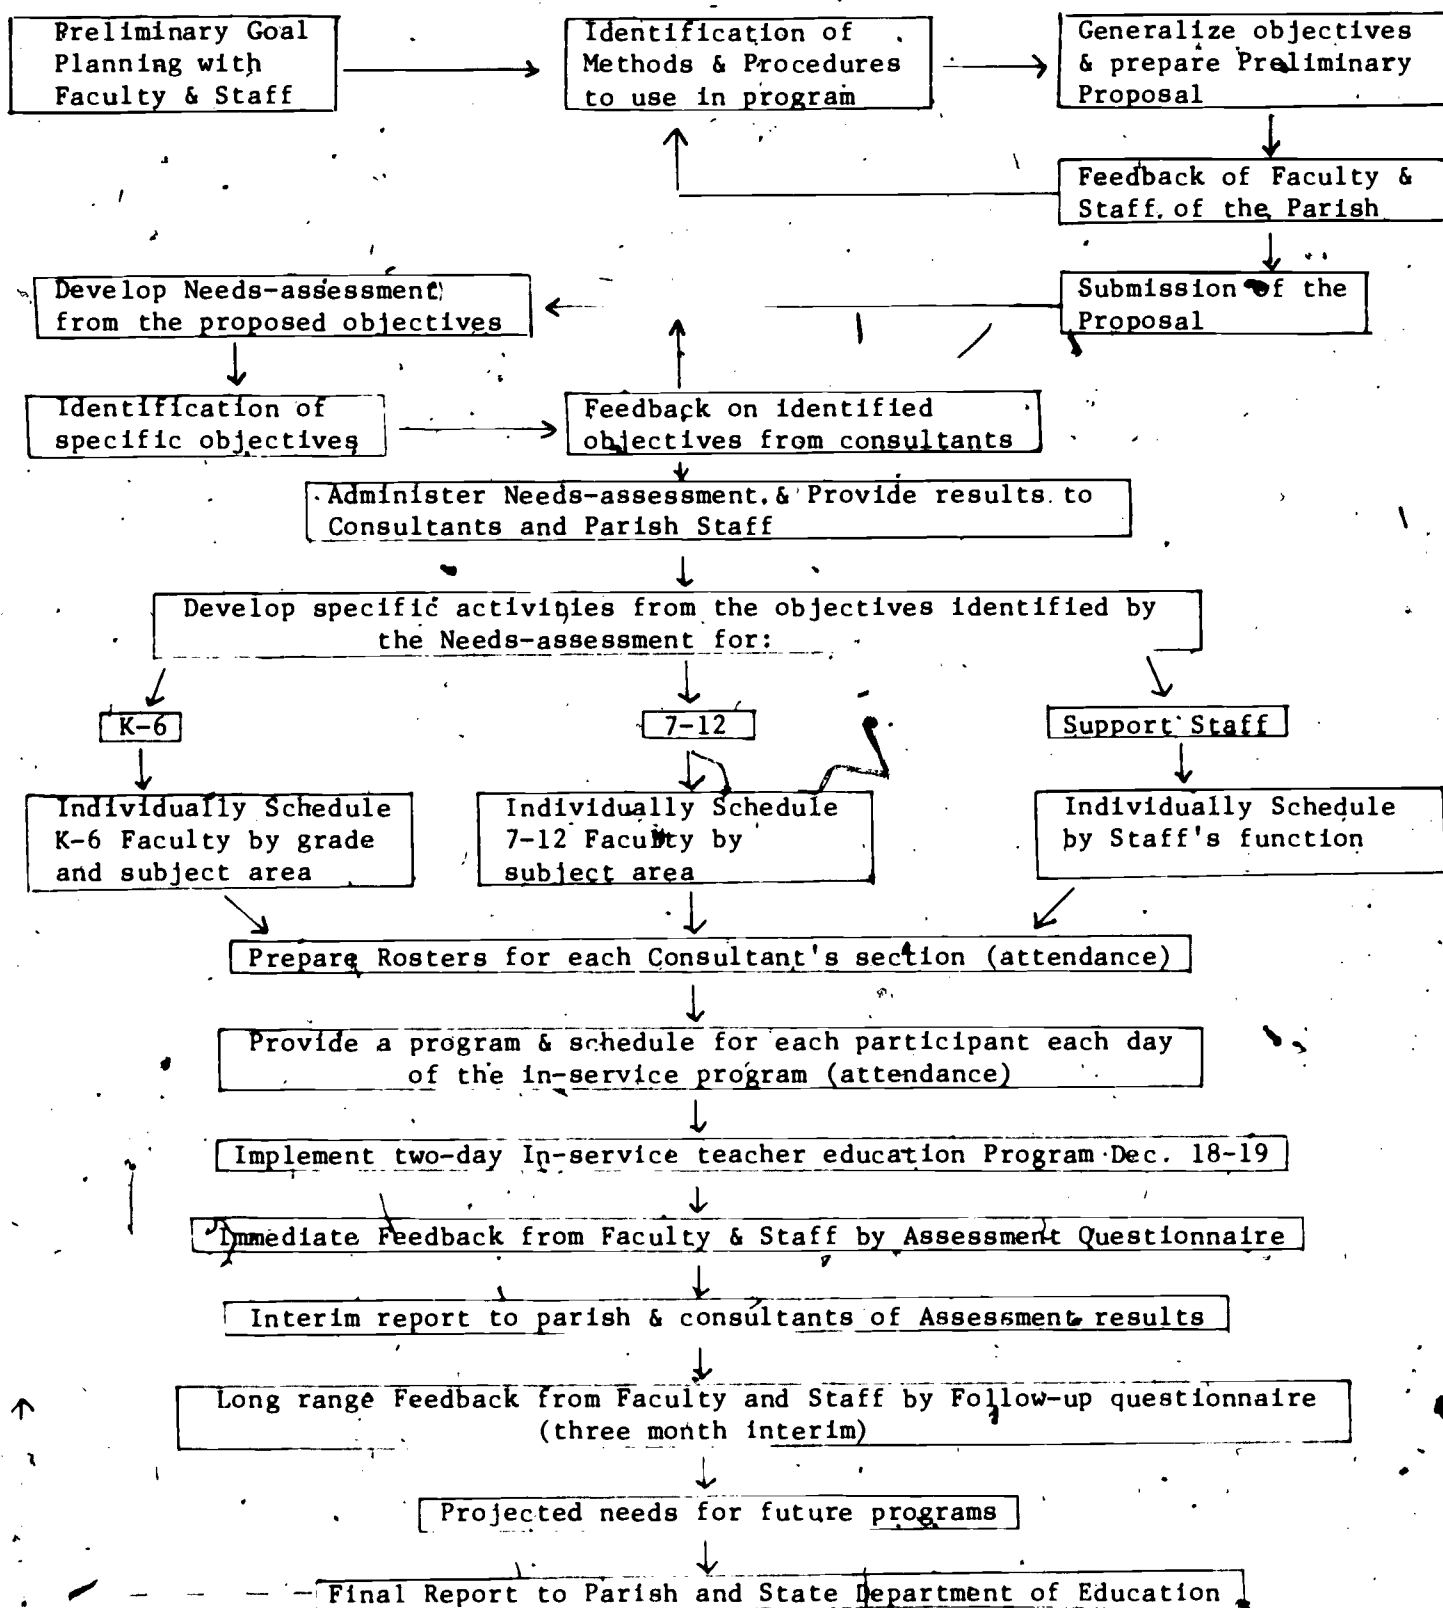 Preliminary Goal
Planning with
Faculty & Staff
Identification of
Methods & Procedures
to use in program
Generalize objectives
& prepare Preliminary
Proposal
Feedback of Faculty &
Staff of the Parish
Submission of the
Proposal
Develop Needs-assessment
from the proposed objectives
Identification of
specific objectives
Feedback on identified
objectives from consultants
Administer Needs-assessment & Provide results to
Consultants and Parish Staff
Develop specific activities from the objectives identified by
the Needs-assessment for:
K-6
7-12
Support Staff
Individually Schedule
K-6 Faculty by grade
and subject area
Individually Schedule
7-12 Faculty by
subject area
Individually Schedule
by Staff's function
Prepare Rosters for each Consultant's section (attendance)
Provide a program & schedule for each participant each day
of the in-service program (attendance)
Implement two-day In-service teacher education Program Dec. 18-19
Immediate Feedback from Faculty & Staff by Assessment Questionnaire
Interim report to parish & consultants of Assessment results
Long range Feedback from Faculty and Staff by Follow-up questionnaire
(three month interim)
Projected needs for future programs
Final Report to Parish and State Department of Education